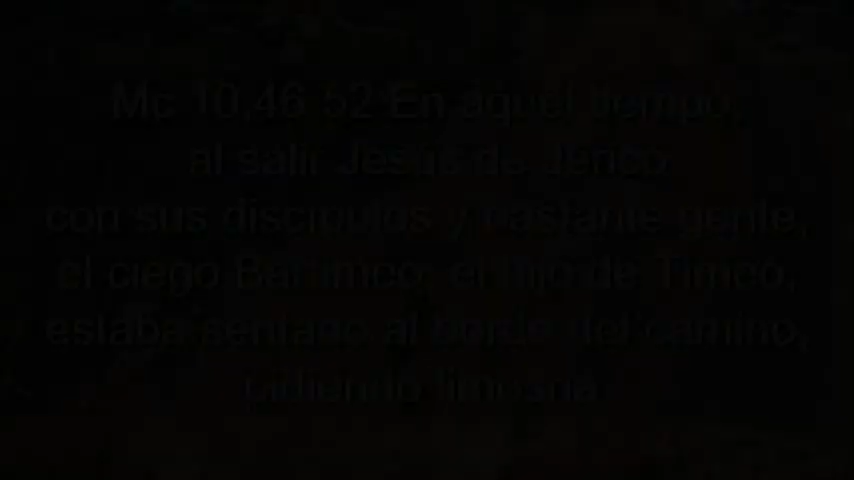 Mc 10,46 52 En aquel tiempo,
al salir Jesús de Jericó
con sus discípulos y bastante gente,
el ciego Bartimeo, el hijo de Timeo,
estaba sentado al borde del camino,
pidiendo limosna